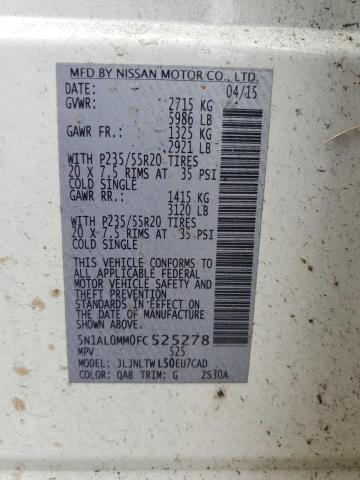 MFD BY NISSAN MOTOR CO., LTD.
DATE: 04/15
GVWR: 2715 KG
5986 LB
GAWR FR.: 1325 KG
2921 LB
WITH P235/55R20 TIRES
20 X 7.5 RIMS AT 35 PSI
COLD SINGLE
GAWR RR.: 1415 KG
3120 LB
WITH P235/55R20 TIRES
20 X 7.5 RIMS AT 35 PSI
COLD SINGLE
THIS VEHICLE CONFORMS TO
ALL APPLICABLE FEDERAL
MOTOR VEHICLE SAFETY AND
AND THEFT PREVENTION
STANDARDS IN EFFECT ON
THE DATE OF MANUFACTURE
SHOWN ABOVE.
5N1AL0MM0FC525278
MPV 525
MODEL: JLJNLTWL50EU7CAD
COLOR: QAB TRIM: G ZS30A